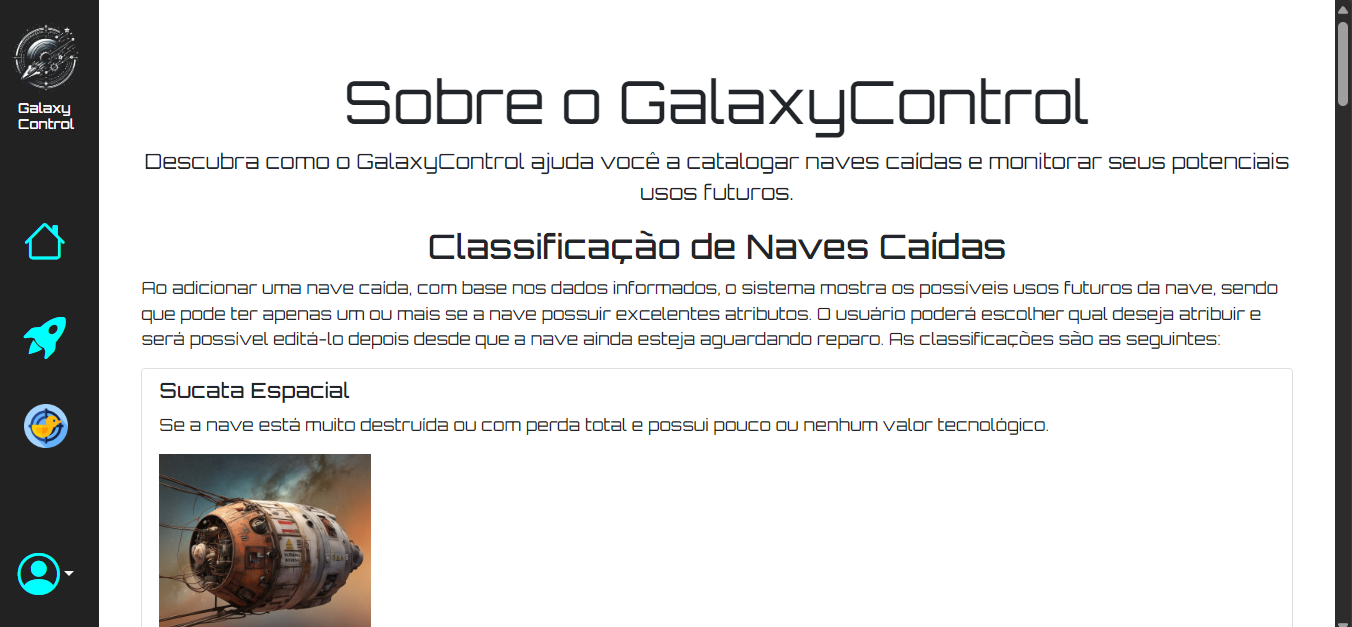 Galaxy
Control
Sobre o GalaxyControl
Descubra como o GalaxyControl ajuda você a catalogar naves caídas e monitorar seus potenciais
usos futuros.
Classificação de Naves Caídas
Ao adicionar uma nave caída, com base nos dados informados, o sistema mostra os possíveis usos futuros da nave, sendo
que pode ter apenas um ou mais se a nave possuir excelentes atributos. O usuário poderá escolher qual deseja atribuir e
será possível editá-lo depois desde que a nave ainda esteja aguardando reparo. As classificações são as seguintes:
Sucata Espacial
Se a nave está muito destruída ou com perda total e possui pouco ou nenhum valor tecnológico.